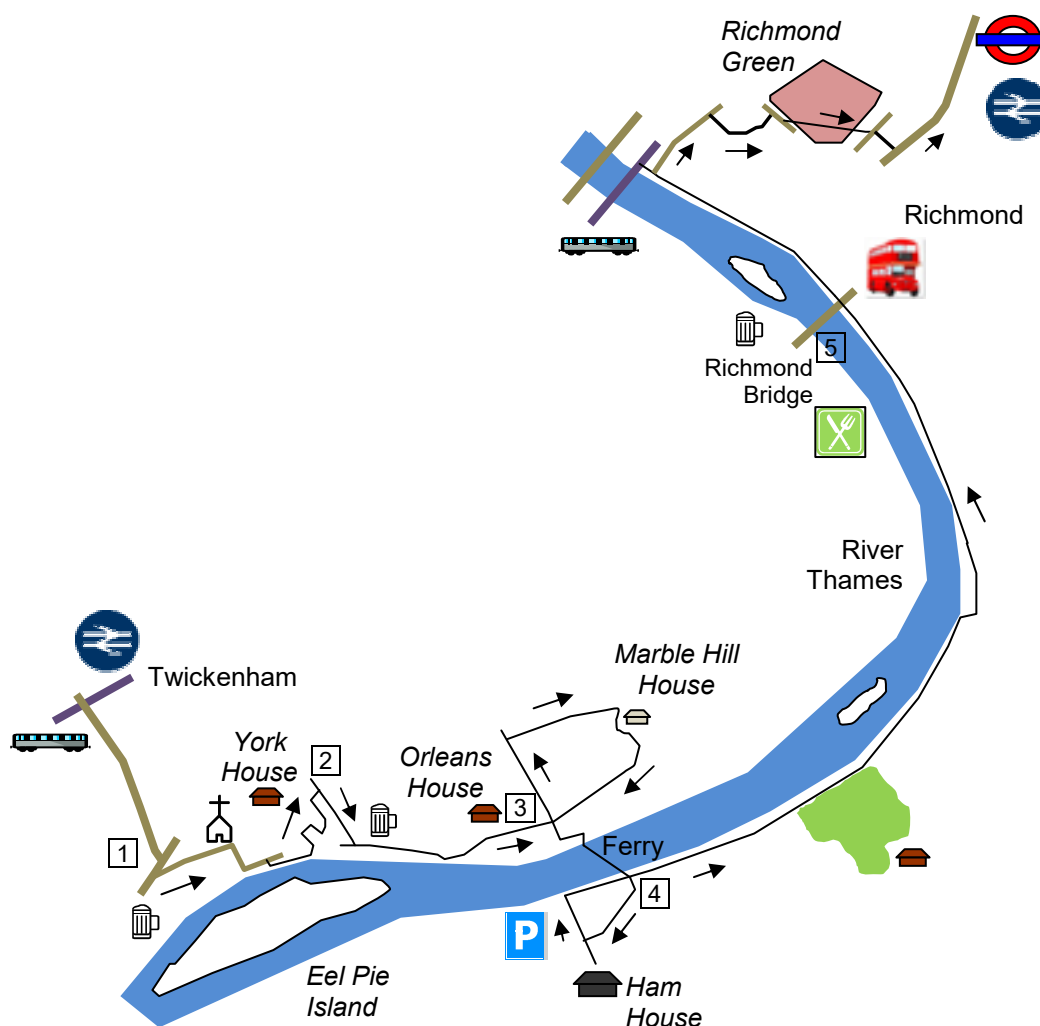 Richmond
Green
Richmond
5
Richmond
Bridge
River
Thames
Marble Hill
House
Twickenham
York
House
2
Orleans
House
3
1
Ferry
4
P
Eel Pie
Island
Ham
House